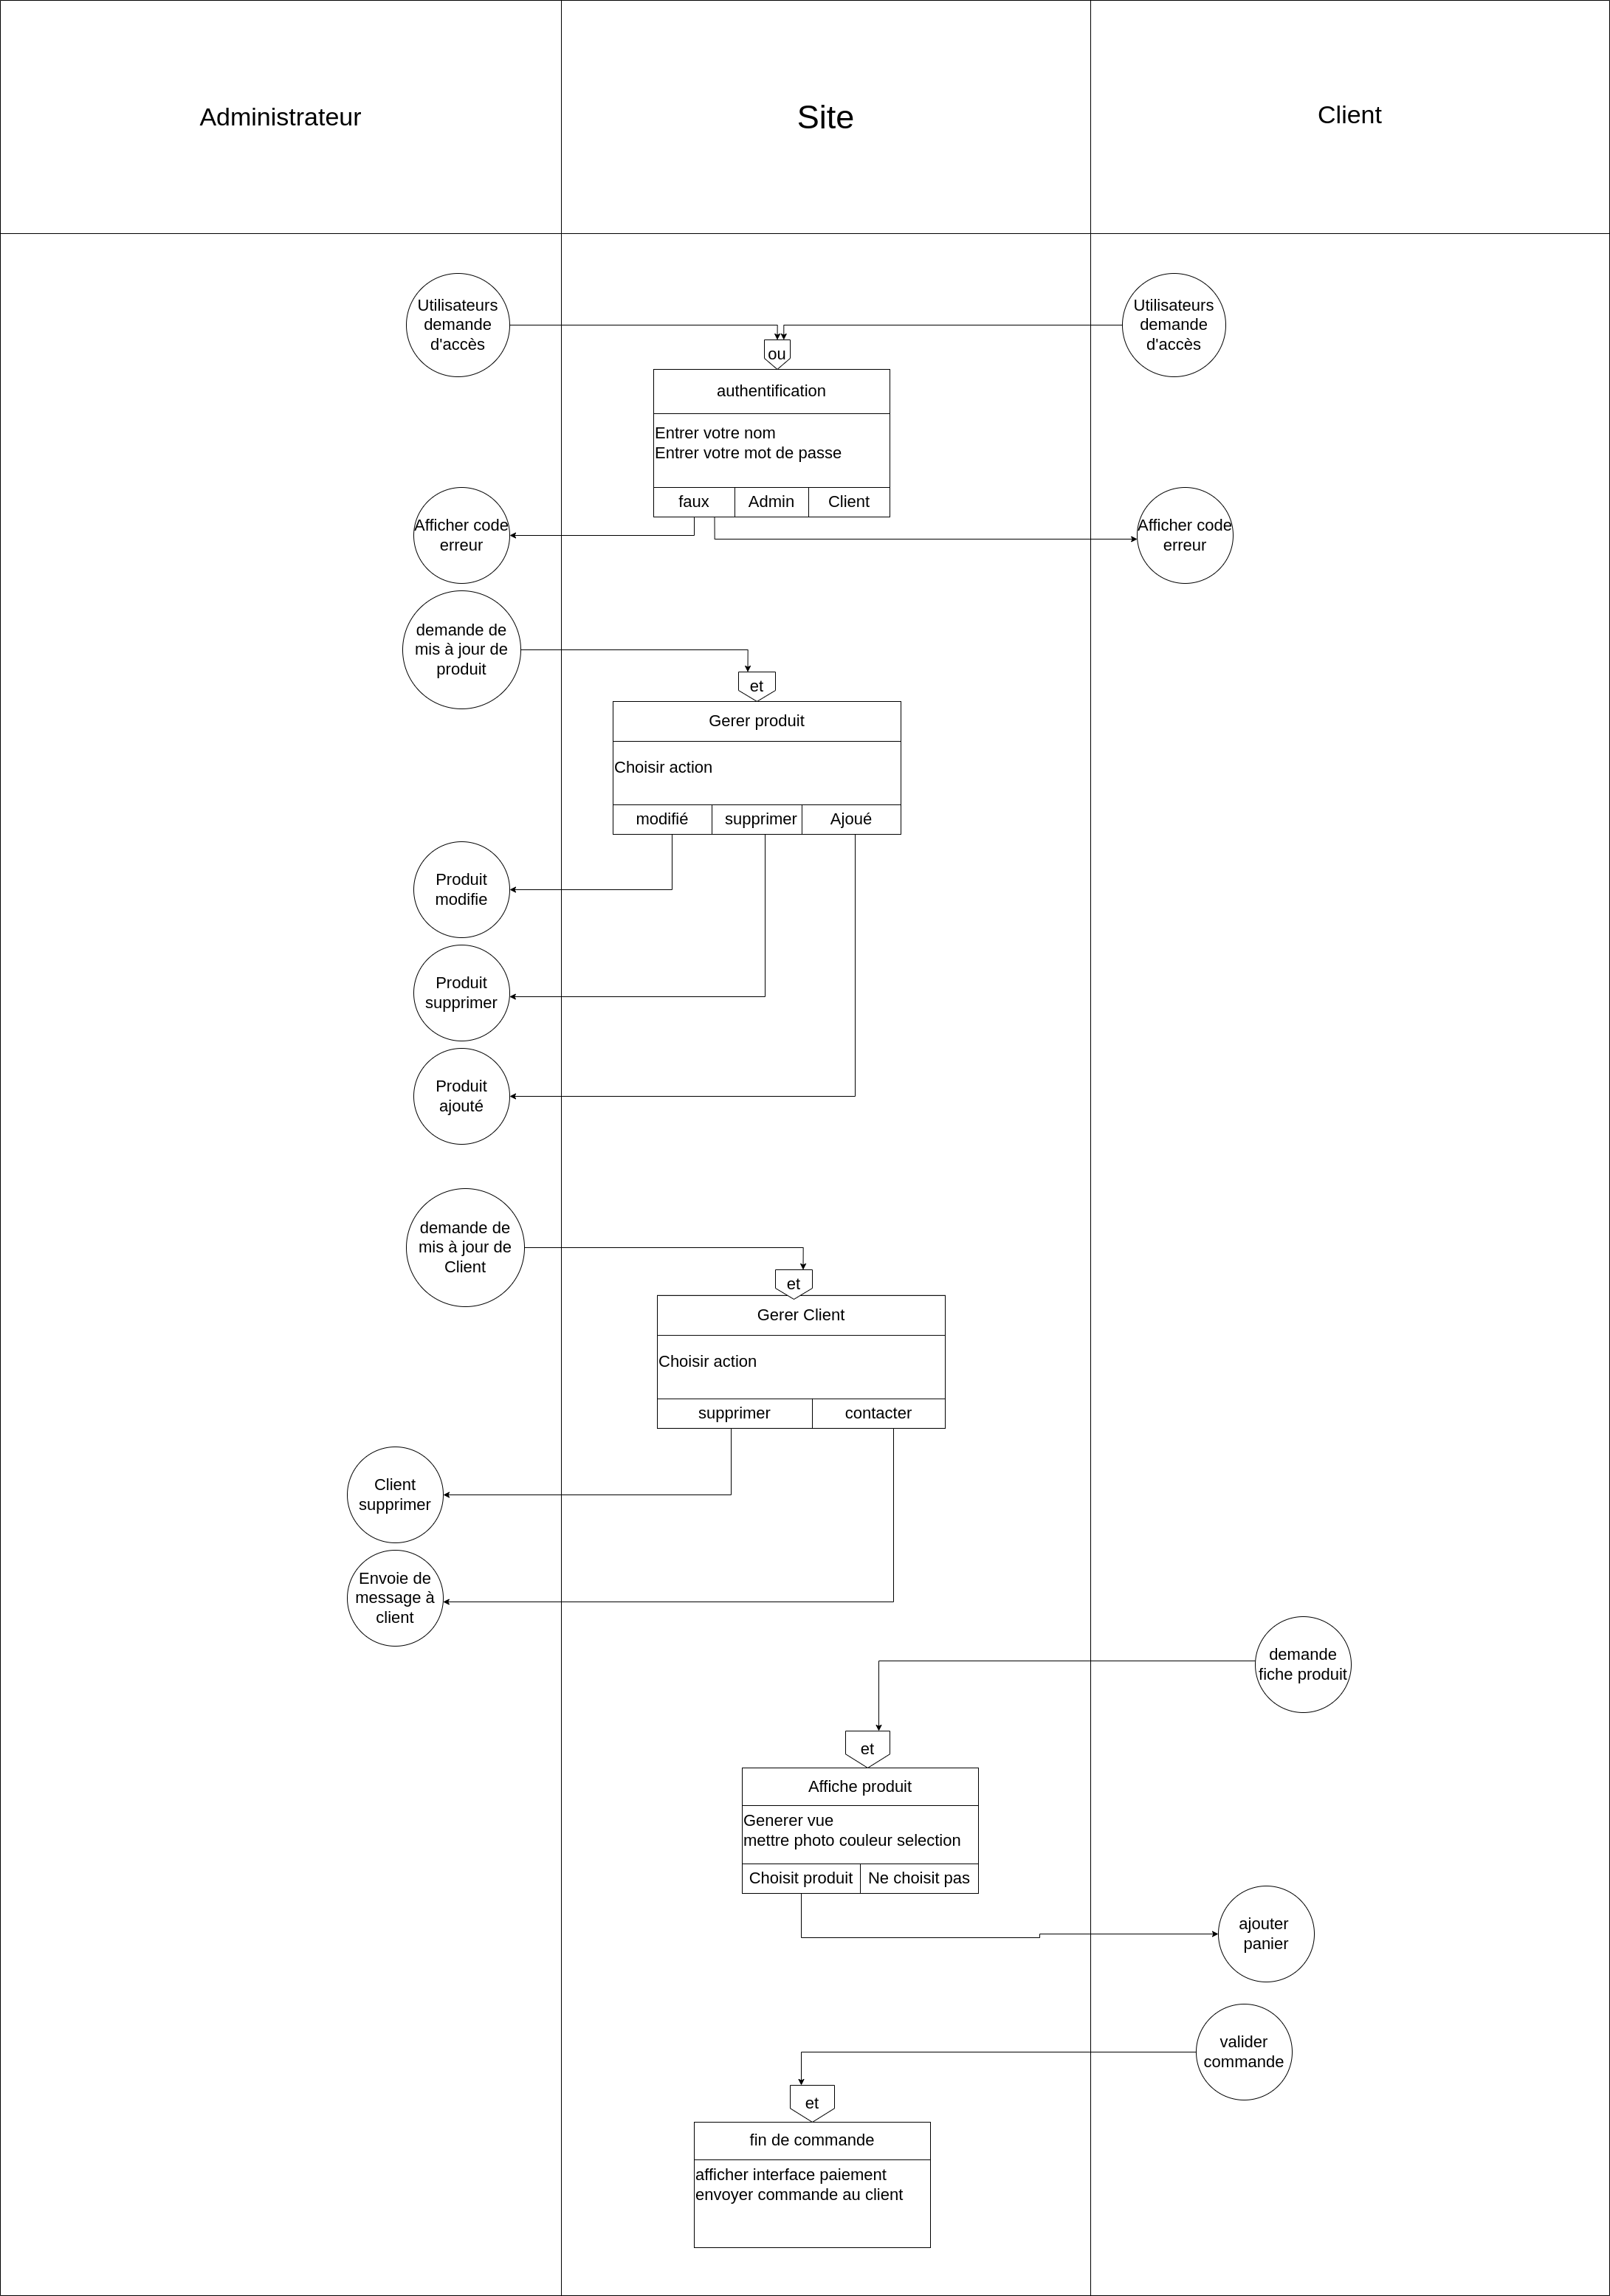 Administrateur
Site
Client
Utilisateurs
demande
d'accès
Utilisateurs
demande
d'accès
ou
authentification
Entrer votre nom
Entrer votre mot de passe
faux
Admin
Client
Afficher code
erreur
Afficher code
erreur
demande de
mis à jour de
produit
et
Gerer produit
Choisir action
modifié
supprimer
Ajoué
Produit
modifie
Produit
supprimer
Produit
ajouté
demande de
mis à jour de
Client
et
Gerer Client
Choisir action
supprimer
contacter
Client
supprimer
Envoie de
message à
client
demande
fiche produit
et
Affiche produit
Generer vue
mettre photo couleur selection
Choisit produit
Ne choisit pas
ajouter
panier
valider
commande
et
fin de commande
afficher interface paiement
envoyer commande au client